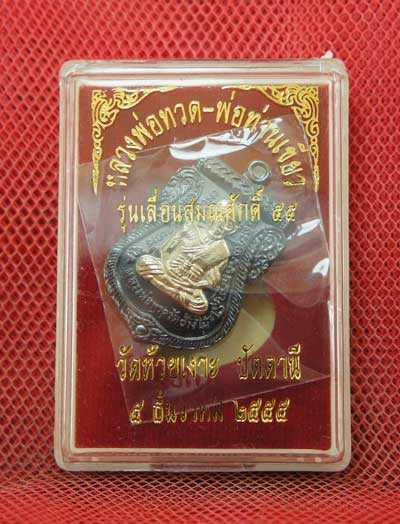 หลวงพ่อทวด-พ่อท่านเขียว
รุ่นเลื่อนสมณศักดิ์ ๕๕
วัดห้วยเงาะ ปัตตานี
๕ ธันวาคม ๒๕๕๕